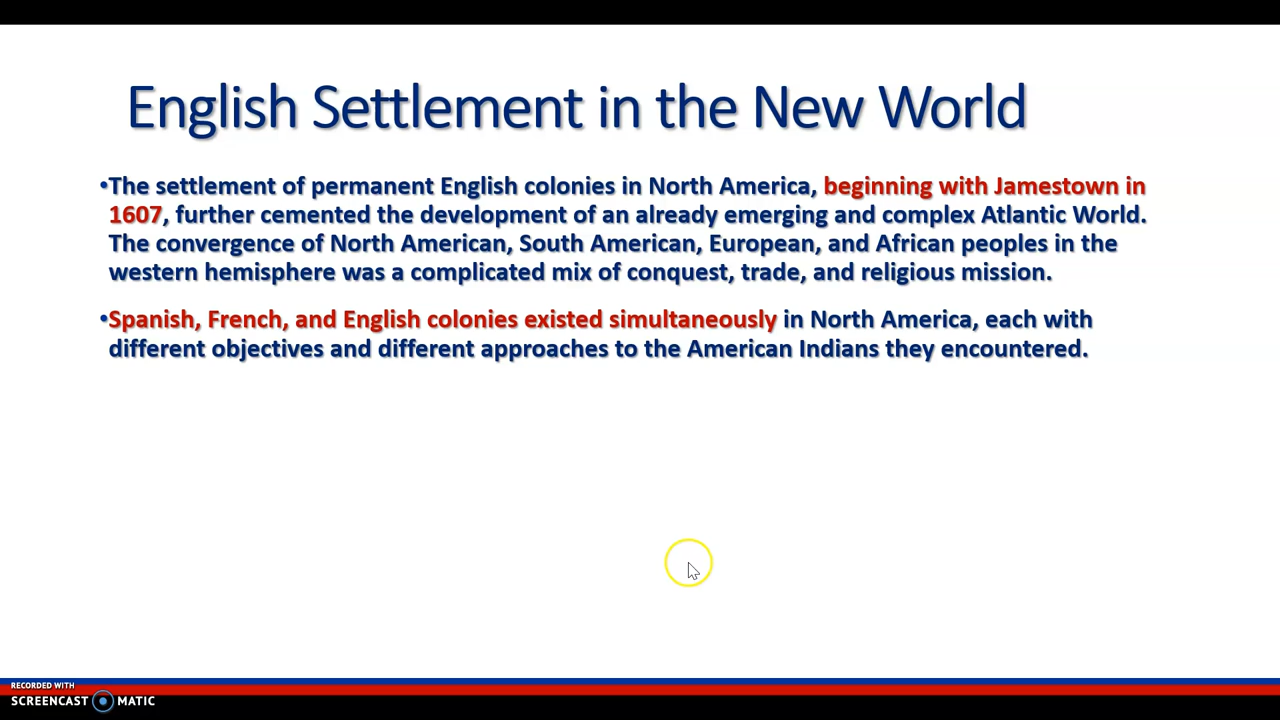 English Settlement in the New World
•The settlement of permanent English colonies in North America, beginning with Jamestown in
1607, further cemented the development of an already emerging and complex Atlantic World.
The convergence of North American, South American, European, and African peoples in the
western hemisphere was a complicated mix of conquest, trade, and religious mission.
•Spanish, French, and English colonies existed simultaneously in North America, each with
different objectives and different approaches to the American Indians they encountered.
RECORDED WITH
SCREENCAST MATIC